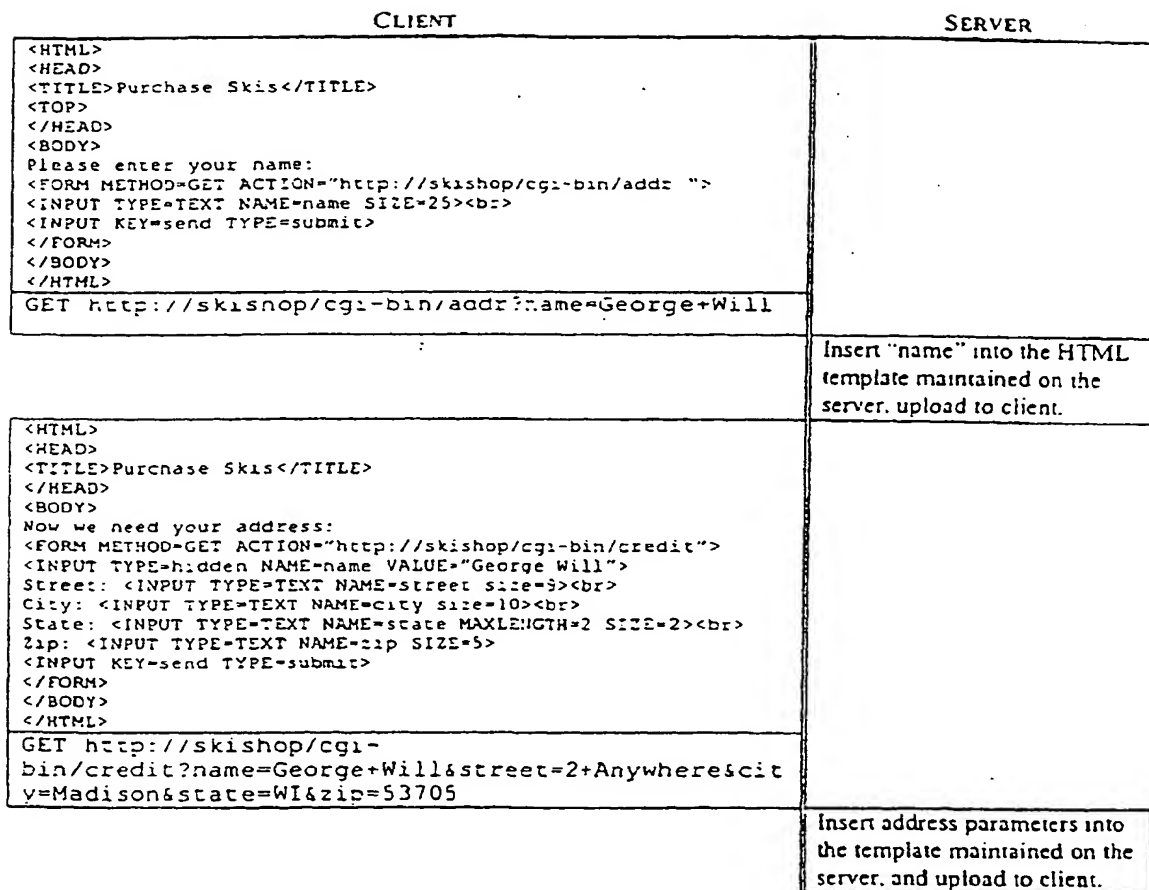 CLIENT SERVER
<HTML>
<HEAD>
<TITLE>Purchase Skis</TITLE>
<TOP>
</HEAD>
<BODY>
Please enter your name:
<FORM METHOD=GET ACTION="http://skishop/cgi-bin/addr ">
<INPUT TYPE=TEXT NAME=name SIZE=25><br>
<INPUT KEY=send TYPE=submit>
</FORM>
</BODY>
</HTML>
GET http://skishop/cgi-bin/addr?name=George+Will
Insert "name" into the HTML
template maintained on the
server, upload to client.
<HTML>
<HEAD>
<TITLE>Purchase Skis</TITLE>
</HEAD>
<BODY>
Now we need your address:
<FORM METHOD=GET ACTION="http://skishop/cgi-bin/credit">
<INPUT TYPE=hidden NAME=name VALUE="George Will">
Street: <INPUT TYPE=TEXT NAME=street size=9><br>
City: <INPUT TYPE=TEXT NAME=city size=10><br>
State: <INPUT TYPE=TEXT NAME=state MAXLENGTH=2 SIZE=2><br>
Zip: <INPUT TYPE=TEXT NAME=zip SIZE=5>
<INPUT KEY=send TYPE=submit>
</FORM>
</BODY>
</HTML>
GET http://skishop/cgi-
bin/credit?name=George+Will&street=2+Anywhere&cit
y=Madison&state=WI&zip=53705
Insert address parameters into
the template maintained on the
server, and upload to client.